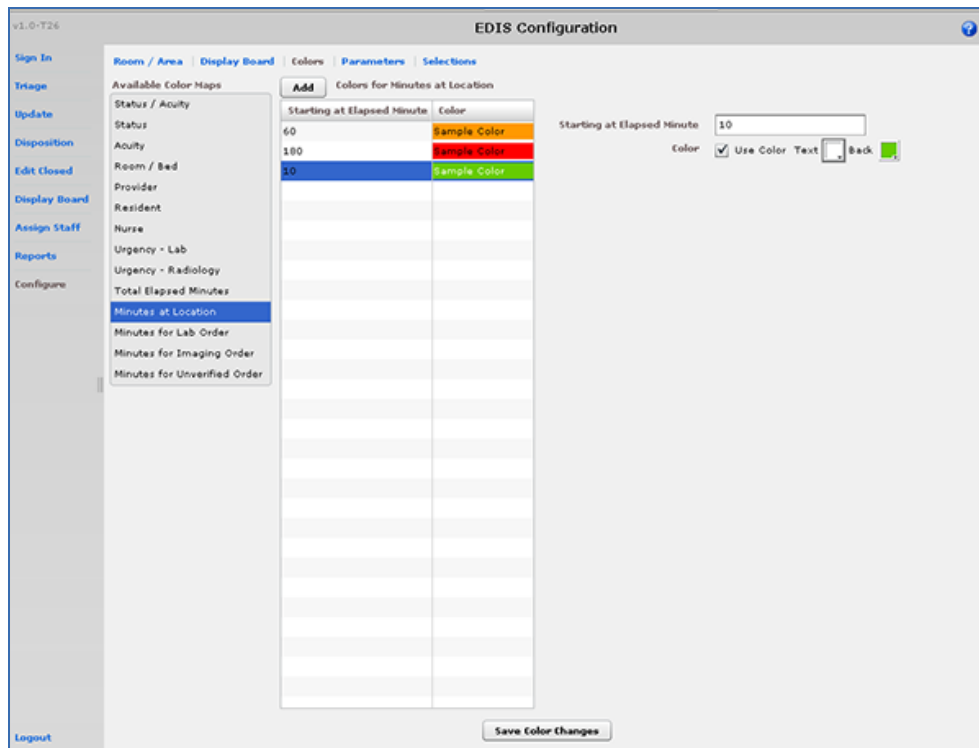 v1.0-T26
EDIS Configuration
?
Sign In
Triage
Update
Disposition
Edit Closed
Display Board
Assign Staff
Reports
Configure
Logout
Room / Area | Display Board | Colors | Parameters | Selections
Available Color Maps
Status / Acuity
Status
Acuity
Room / Bed
Provider
Resident
Nurse
Urgency - Lab
Urgency - Radiology
Total Elapsed Minutes
Minutes at Location
Minutes for Lab Order
Minutes for Imaging Order
Minutes for Unverified Order
Add Colors for Minutes at Location
Starting at Elapsed Minute Color
60 Sample Color
180 Sample Color
10 Sample Color
Starting at Elapsed Minute 10
Color Use Color Text Back
Save Color Changes